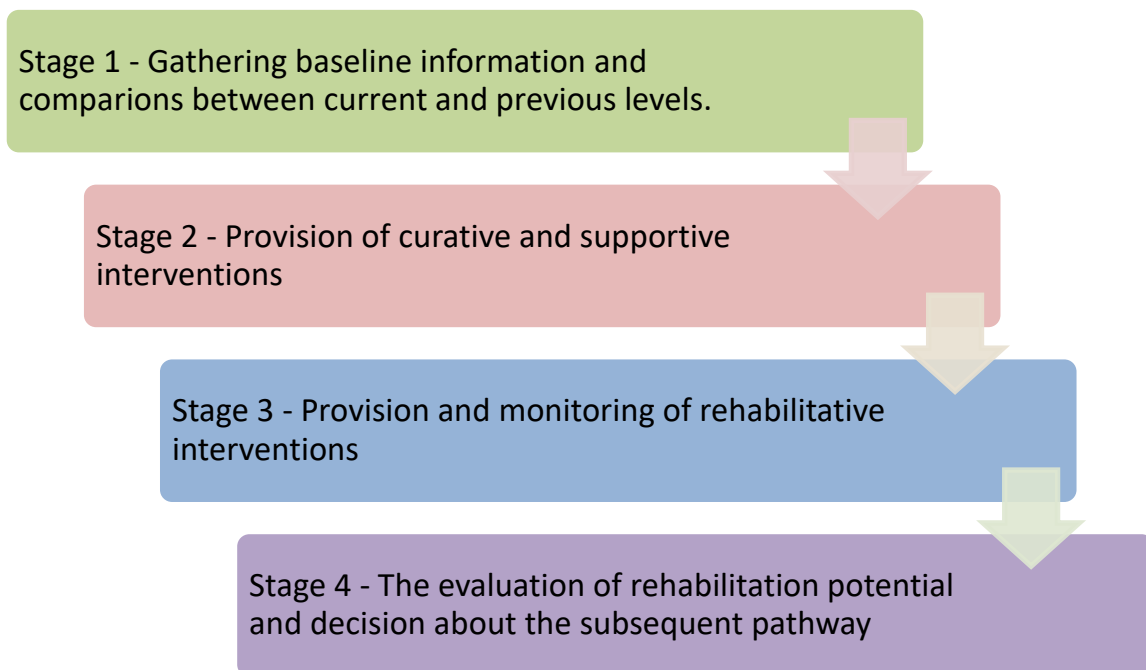 Stage 1 - Gathering baseline information and
comparions between current and previous levels.
Stage 2 - Provision of curative and supportive
interventions
Stage 3 - Provision and monitoring of rehabilitative
interventions
Stage 4 - The evaluation of rehabilitation potential
and decision about the subsequent pathway